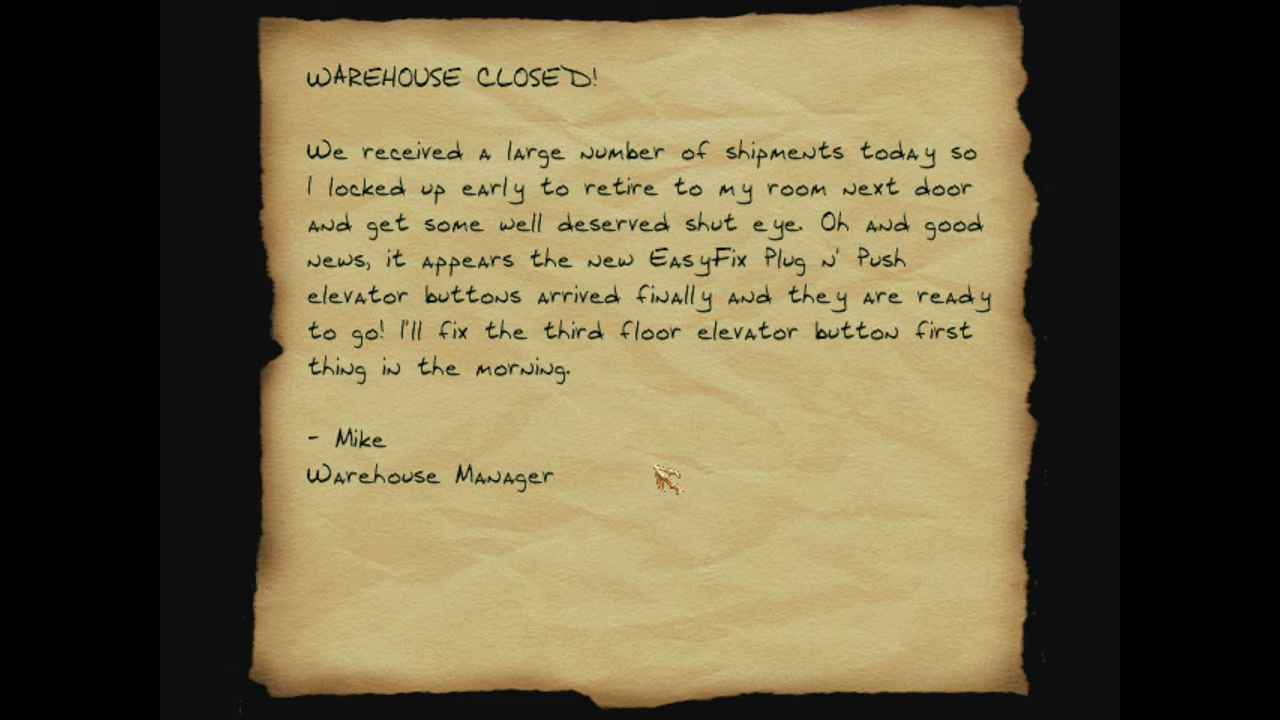 WAREHOUSE CLOSED!
We received a large number of shipments today so
I locked up early to retire to my room next door
and get some well deserved shut eye. Oh and good
news, it appears the new EasyFix Plug n' Push
elevator buttons arrived finally and they are ready
to go! I'll fix the third floor elevator button first
thing in the morning.
- Mike
Warehouse Manager